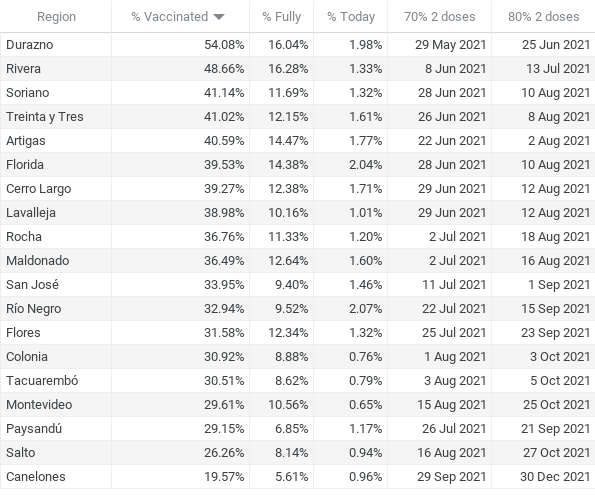 Region % Vaccinated % Fully % Today 70% 2 doses 80% 2 doses
Durazno 54.08% 16.04% 1.98% 29 May 2021 25 Jun 2021
Rivera 48.66% 16.28% 1.33% 8 Jun 2021 13 Jul 2021
Soriano 41.14% 11.69% 1.32% 28 Jun 2021 10 Aug 2021
Treinta y Tres 41.02% 12.15% 1.61% 26 Jun 2021 8 Aug 2021
Artigas 40.59% 14.47% 1.77% 22 Jun 2021 2 Aug 2021
Florida 39.53% 14.38% 2.04% 28 Jun 2021 10 Aug 2021
Cerro Largo 39.27% 12.38% 1.71% 29 Jun 2021 12 Aug 2021
Lavalleja 38.98% 10.16% 1.01% 29 Jun 2021 12 Aug 2021
Rocha 36.76% 11.33% 1.20% 2 Jul 2021 18 Aug 2021
Maldonado 36.49% 12.64% 1.60% 2 Jul 2021 16 Aug 2021
San José 33.95% 9.40% 1.46% 11 Jul 2021 1 Sep 2021
Río Negro 32.94% 9.52% 2.07% 22 Jul 2021 15 Sep 2021
Flores 31.58% 12.34% 1.32% 25 Jul 2021 23 Sep 2021
Colonia 30.92% 8.88% 0.76% 1 Aug 2021 3 Oct 2021
Tacuarembó 30.51% 8.62% 0.79% 3 Aug 2021 5 Oct 2021
Montevideo 29.61% 10.56% 0.65% 15 Aug 2021 25 Oct 2021
Paysandú 29.15% 6.85% 1.17% 26 Jul 2021 21 Sep 2021
Salto 26.26% 8.14% 0.94% 16 Aug 2021 27 Oct 2021
Canelones 19.57% 5.61% 0.96% 29 Sep 2021 30 Dec 2021